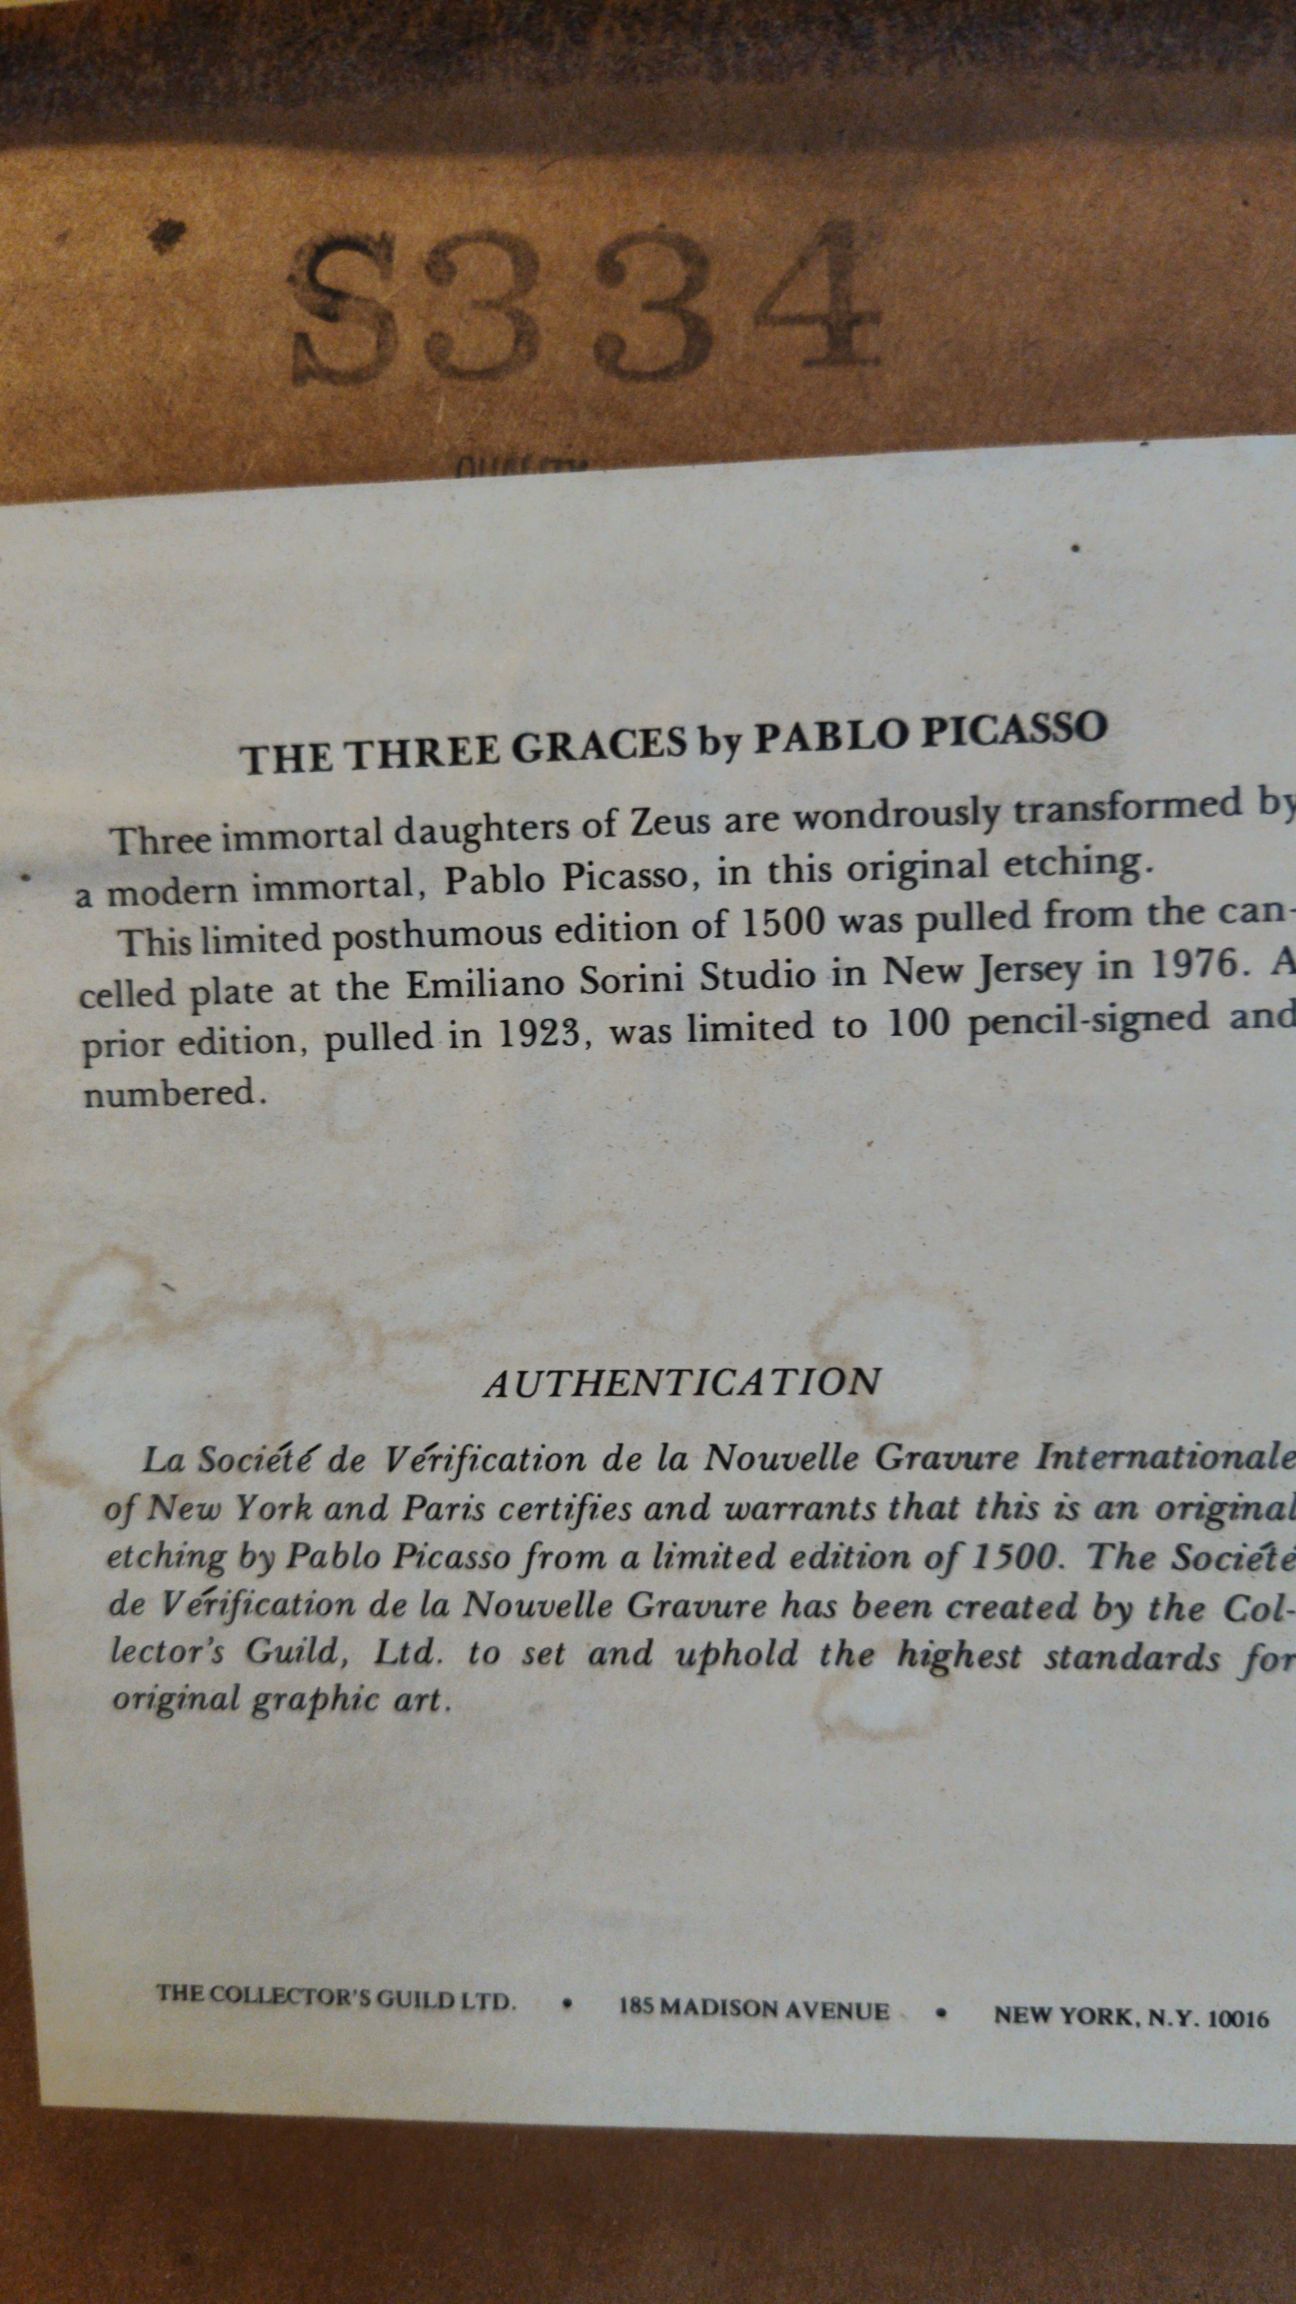 S334
THE THREE GRACES by PABLO PICASSO
Three immortal daughters of Zeus are wondrously transformed by
a modern immortal, Pablo Picasso, in this original etching.
This limited posthumous edition of 1500 was pulled from the can-
celled plate at the Emiliano Sorini Studio in New Jersey in 1976. A
prior edition, pulled in 1923, was limited to 100 pencil-signed and
numbered.
AUTHENTICATION
La Société de Vérification de la Nouvelle Gravure Internationale
of New York and Paris certifies and warrants that this is an original
etching by Pablo Picasso from a limited edition of 1500. The Société
de Vérification de la Nouvelle Gravure has been created by the Col-
lector's Guild, Ltd. to set and uphold the highest standards for
original graphic art.
THE COLLECTOR'S GUILD LTD. • 185 MADISON AVENUE • NEW YORK, N.Y. 10016